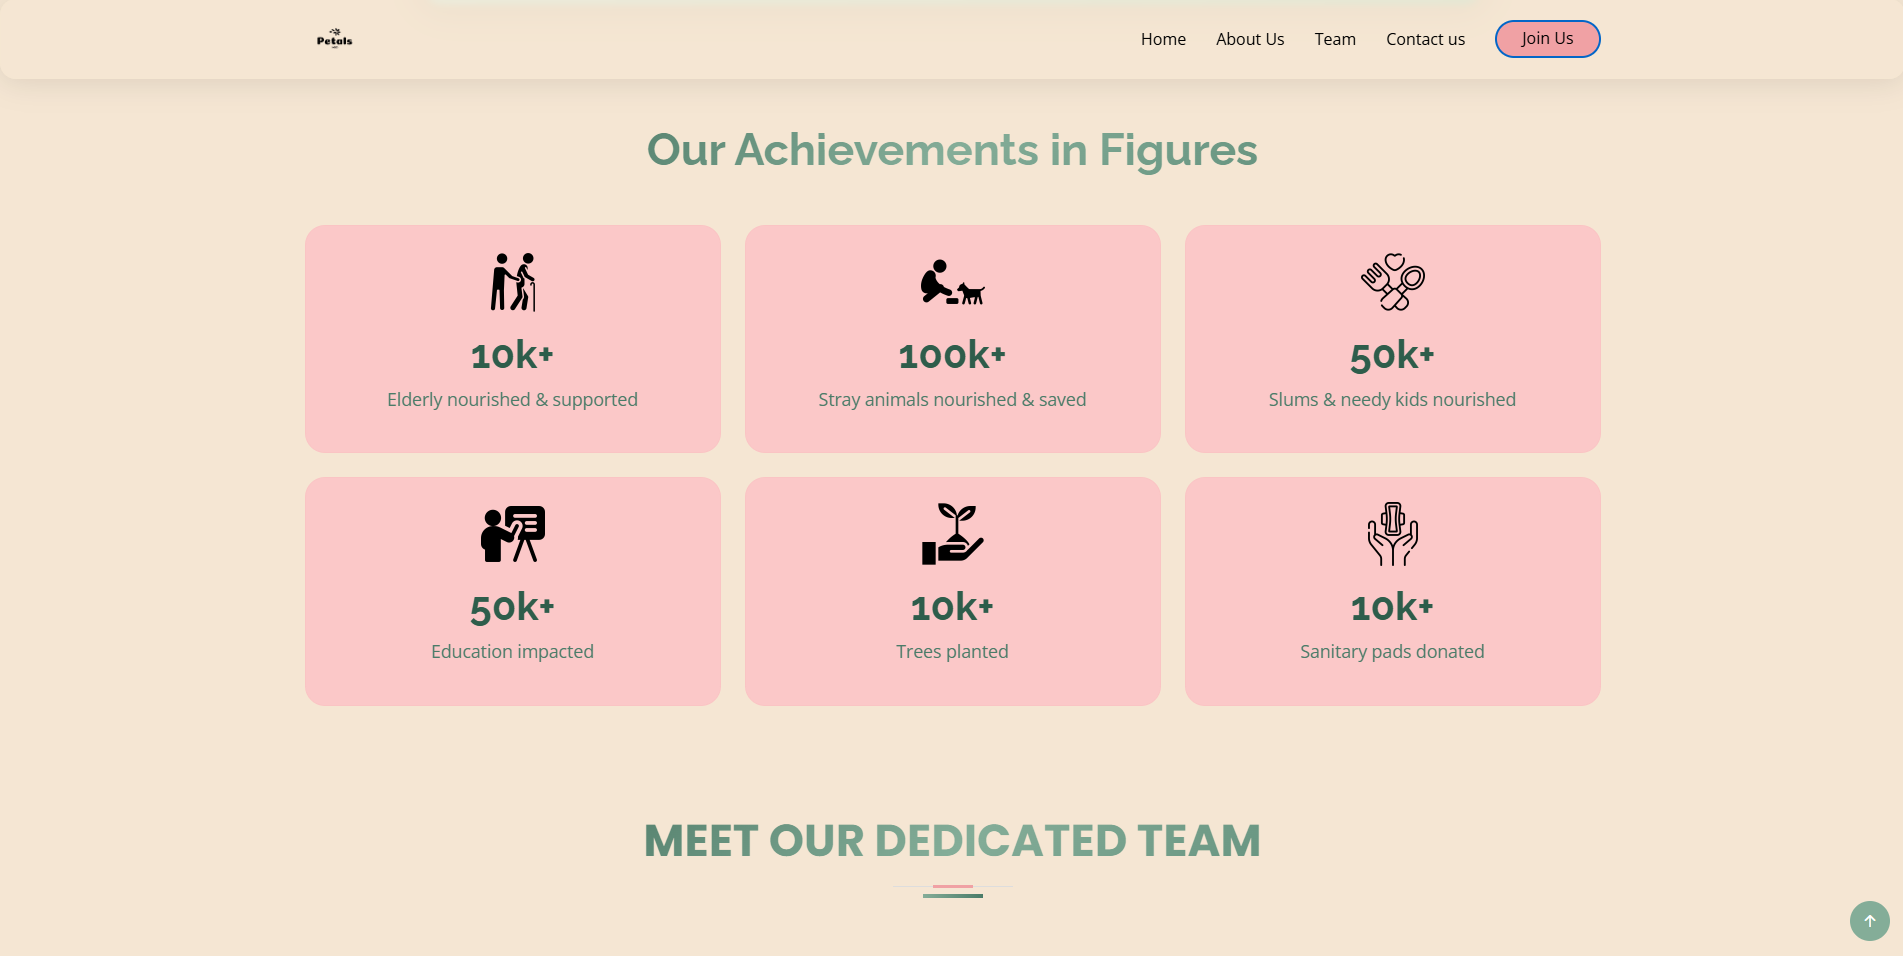 Petals
Home
About Us
Team
Contact us
Join Us
Our Achievements in Figures
10k+
Elderly nourished & supported
100k+
Stray animals nourished & saved
50k+
Slums & needy kids nourished
50k+
Education impacted
10k+
Trees planted
10k+
Sanitary pads donated
MEET OUR DEDICATED TEAM